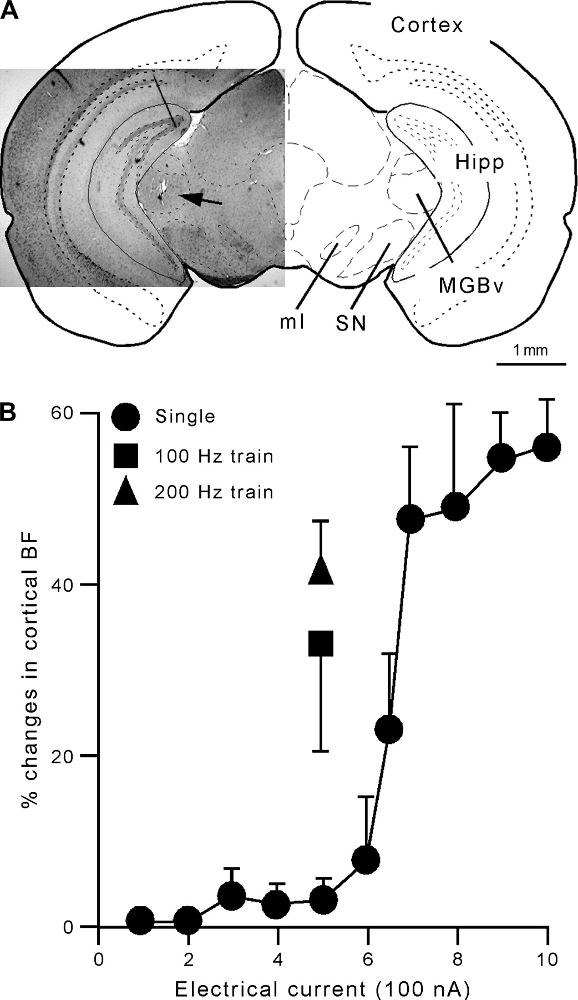 A
Cortex
Hipp
MGBv
ml SN
1 mm
B
60
Single
100 Hz train
200 Hz train
% changes in cortical BF
40
20
0
0 2 4 6 8 10
Electrical current (100 nA)